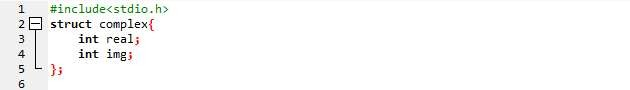 1 #include<stdio.h>
2 struct complex{
3     int real;
4     int img;
5 };
6